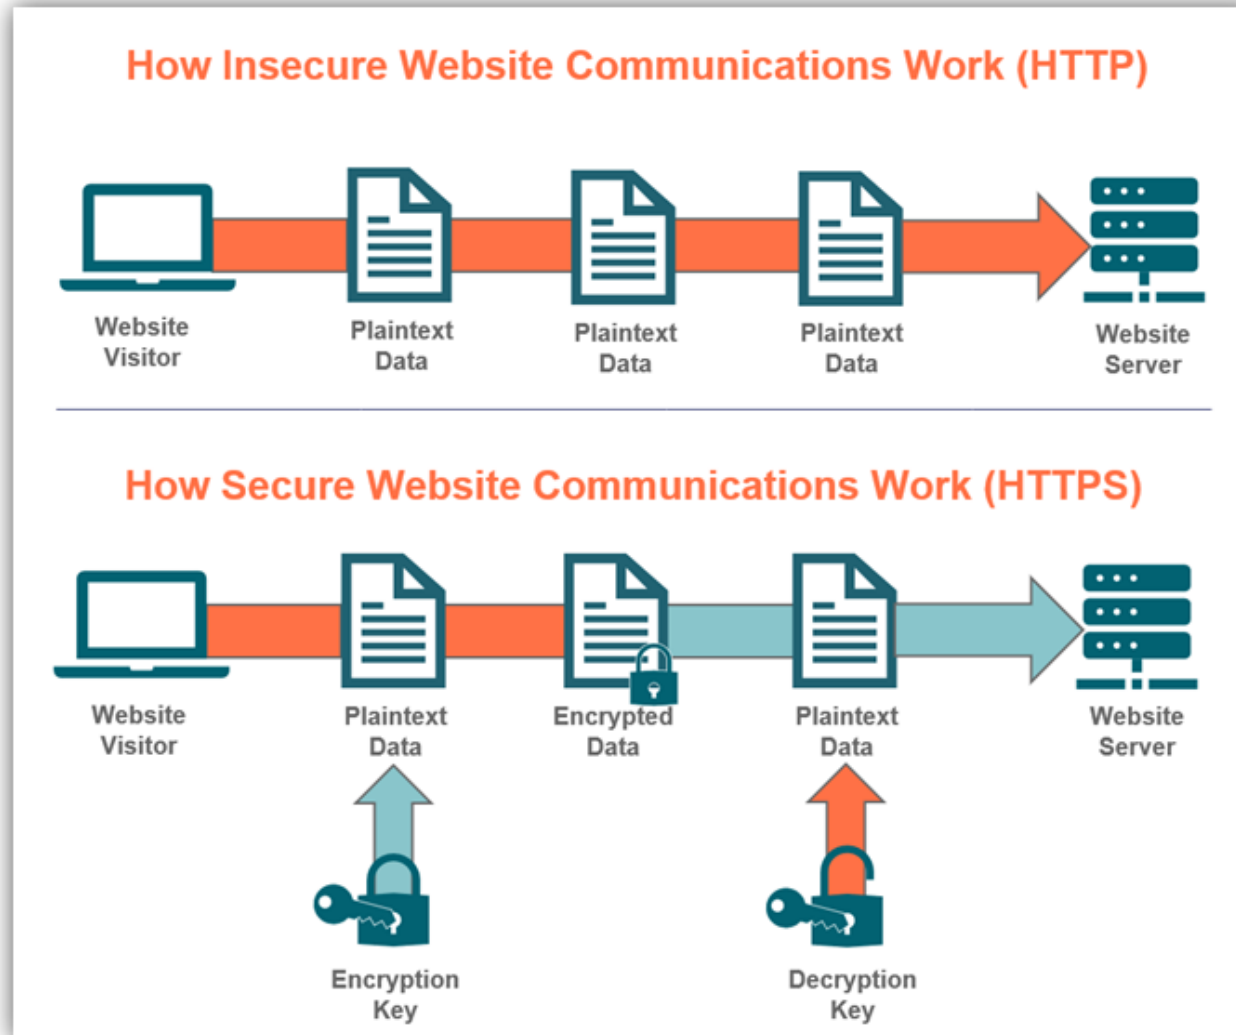 How Insecure Website Communications Work (HTTP)
Website
Visitor
Plaintext
Data
Plaintext
Data
Plaintext
Data
Website
Server
How Secure Website Communications Work (HTTPS)
Website
Visitor
Plaintext
Data
Encrypted
Data
Plaintext
Data
Website
Server
Encryption
Key
Decryption
Key